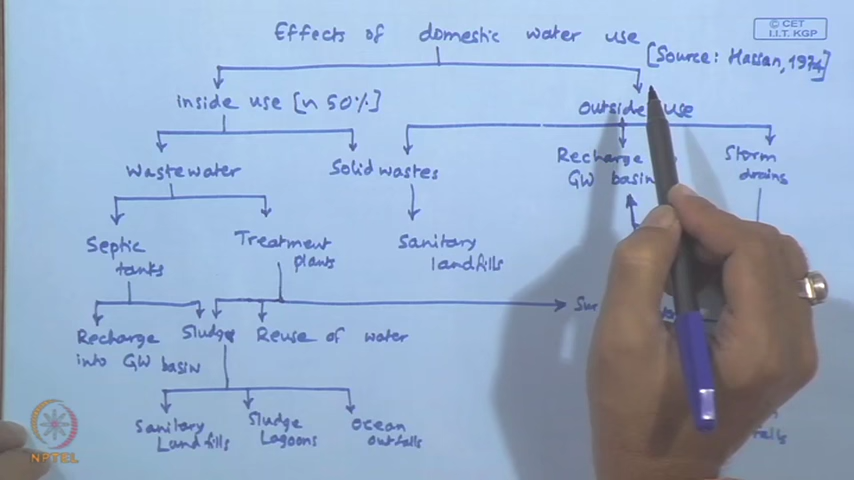 Effects of domestic water use
[Source: Hassan, 1974]
© CET
I.I.T. KGP
inside use [~ 50%]
Outside use
Wastewater
Solid wastes
Recharge
GW basin
Storm
drains
Septic
tanks
Treatment
plants
Sanitary
landfills
Recharge
into GW basin
Sludge
Reuse of water
Sanitary
Landfills
Sludge
Lagoons
Ocean
outfalls
NPTEL